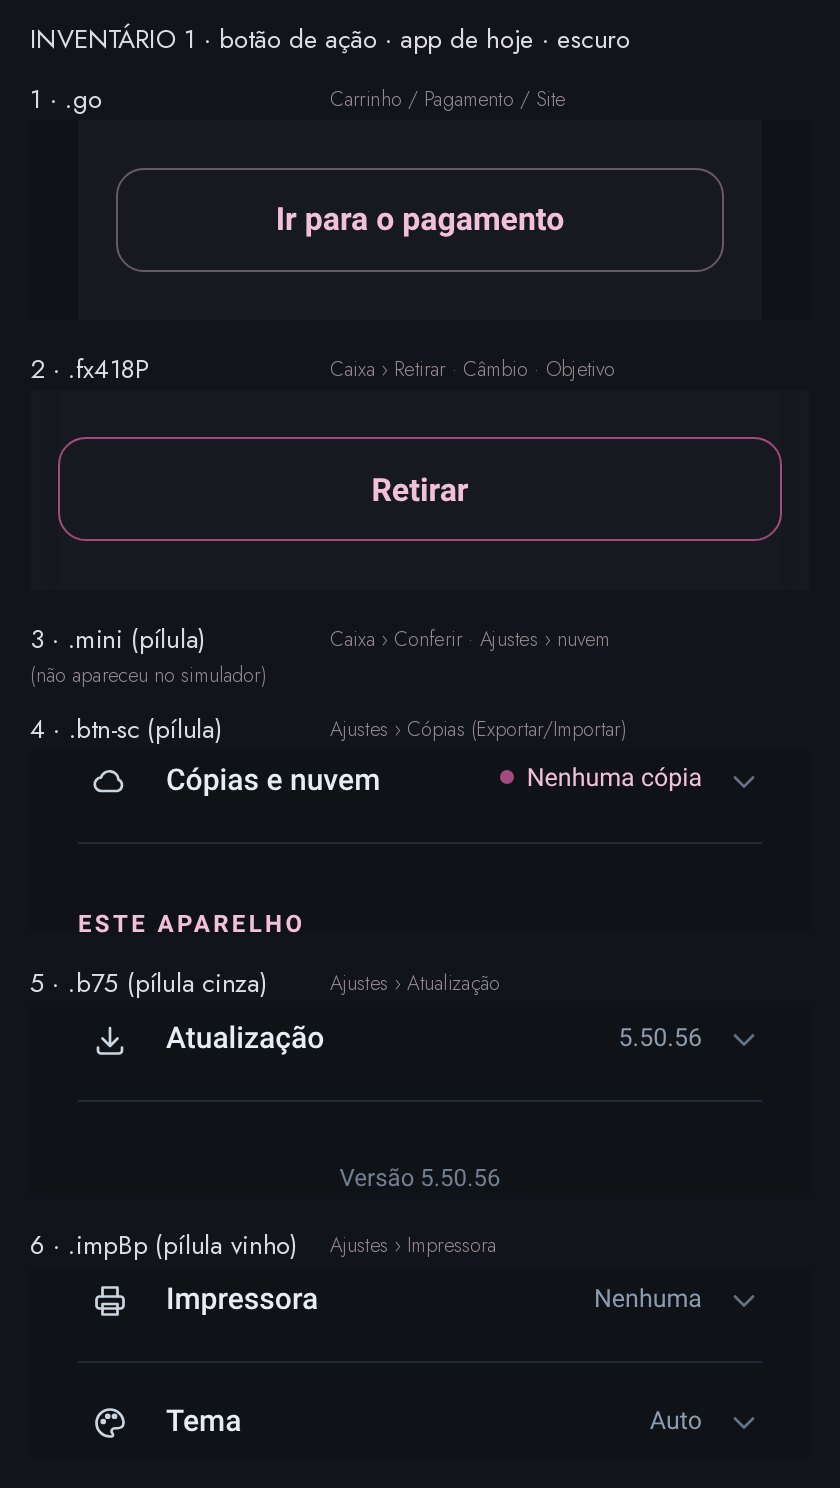 INVENTÁRIO 1 · botão de ação · app de hoje · escuro
1 · .go Carrinho / Pagamento / Site
Ir para o pagamento
2 · .fx418P Caixa › Retirar · Câmbio · Objetivo
Retirar
3 · .mini (pílula) Caixa › Conferir · Ajustes › nuvem
(não apareceu no simulador)
4 · .btn-sc (pílula) Ajustes › Cópias (Exportar/Importar)
Cópias e nuvem Nenhuma cópia
ESTE APARELHO
5 · .b75 (pílula cinza) Ajustes › Atualização
Atualização 5.50.56
Versão 5.50.56
6 · .impBp (pílula vinho) Ajustes › Impressora
Impressora Nenhuma
Tema Auto